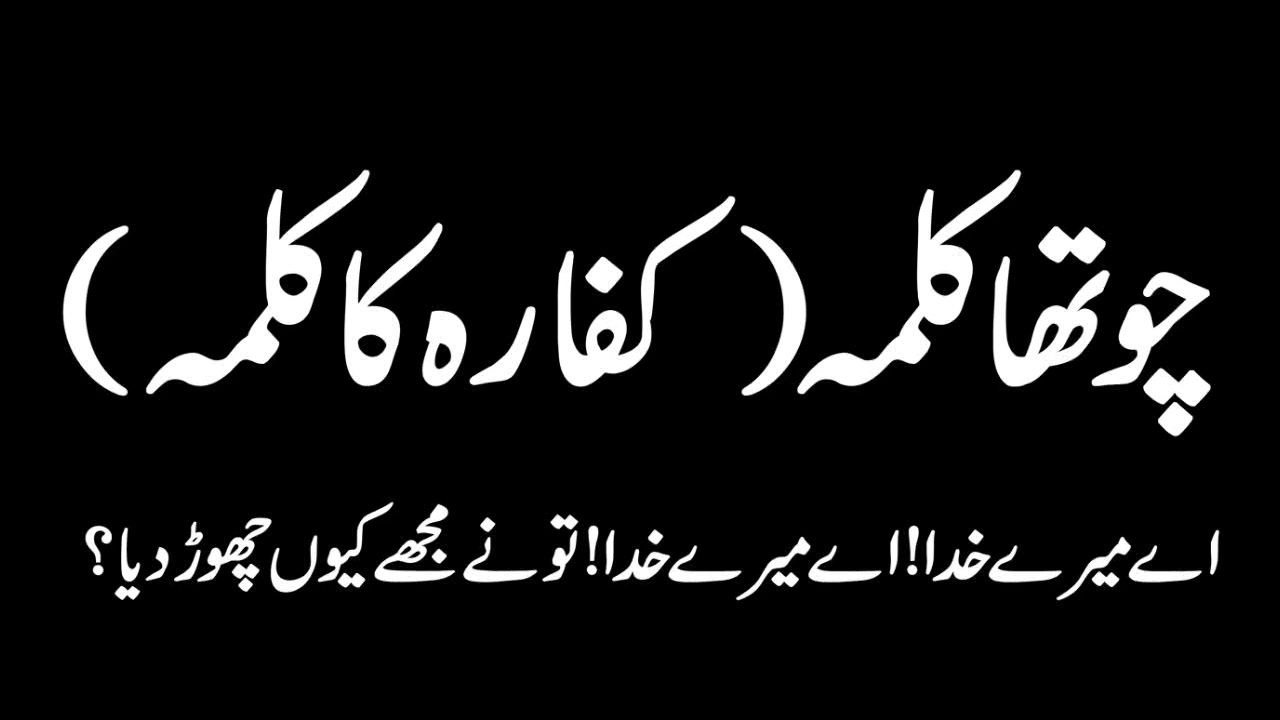 چوتھا کلمہ ( کفارہ کا کلمہ )
اے میرے خدا! اے میرے خدا! تو نے مجھے کیوں چھوڑ دیا؟